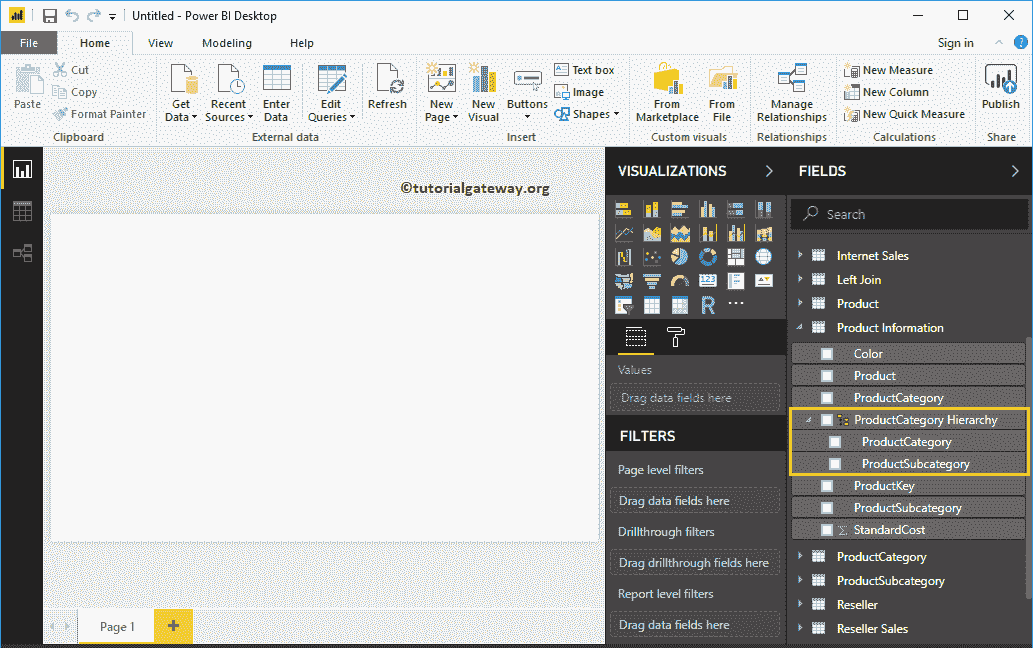 Untitled - Power BI Desktop
File Home View Modeling Help Sign in
Paste
Cut
Copy
Format Painter
Clipboard
Get Data
Recent Sources
Enter Data
Edit Queries
Refresh
External data
New Page
New Visual
Buttons
Text box
Image
Shapes
Insert
From Marketplace
From File
Custom visuals
Manage Relationships
Relationships
New Measure
New Column
New Quick Measure
Calculations
Publish
Share
©tutorialgateway.org
Page 1
VISUALIZATIONS
123
R
Values
Drag data fields here
FILTERS
Page level filters
Drag data fields here
Drillthrough filters
Drag drillthrough fields here
Report level filters
Drag data fields here
FIELDS
Search
Internet Sales
Left Join
Product
Product Information
Color
Product
ProductCategory
ProductCategory Hierarchy
ProductCategory
ProductSubcategory
ProductKey
ProductSubcategory
Σ StandardCost
ProductCategory
ProductSubcategory
Reseller
Reseller Sales